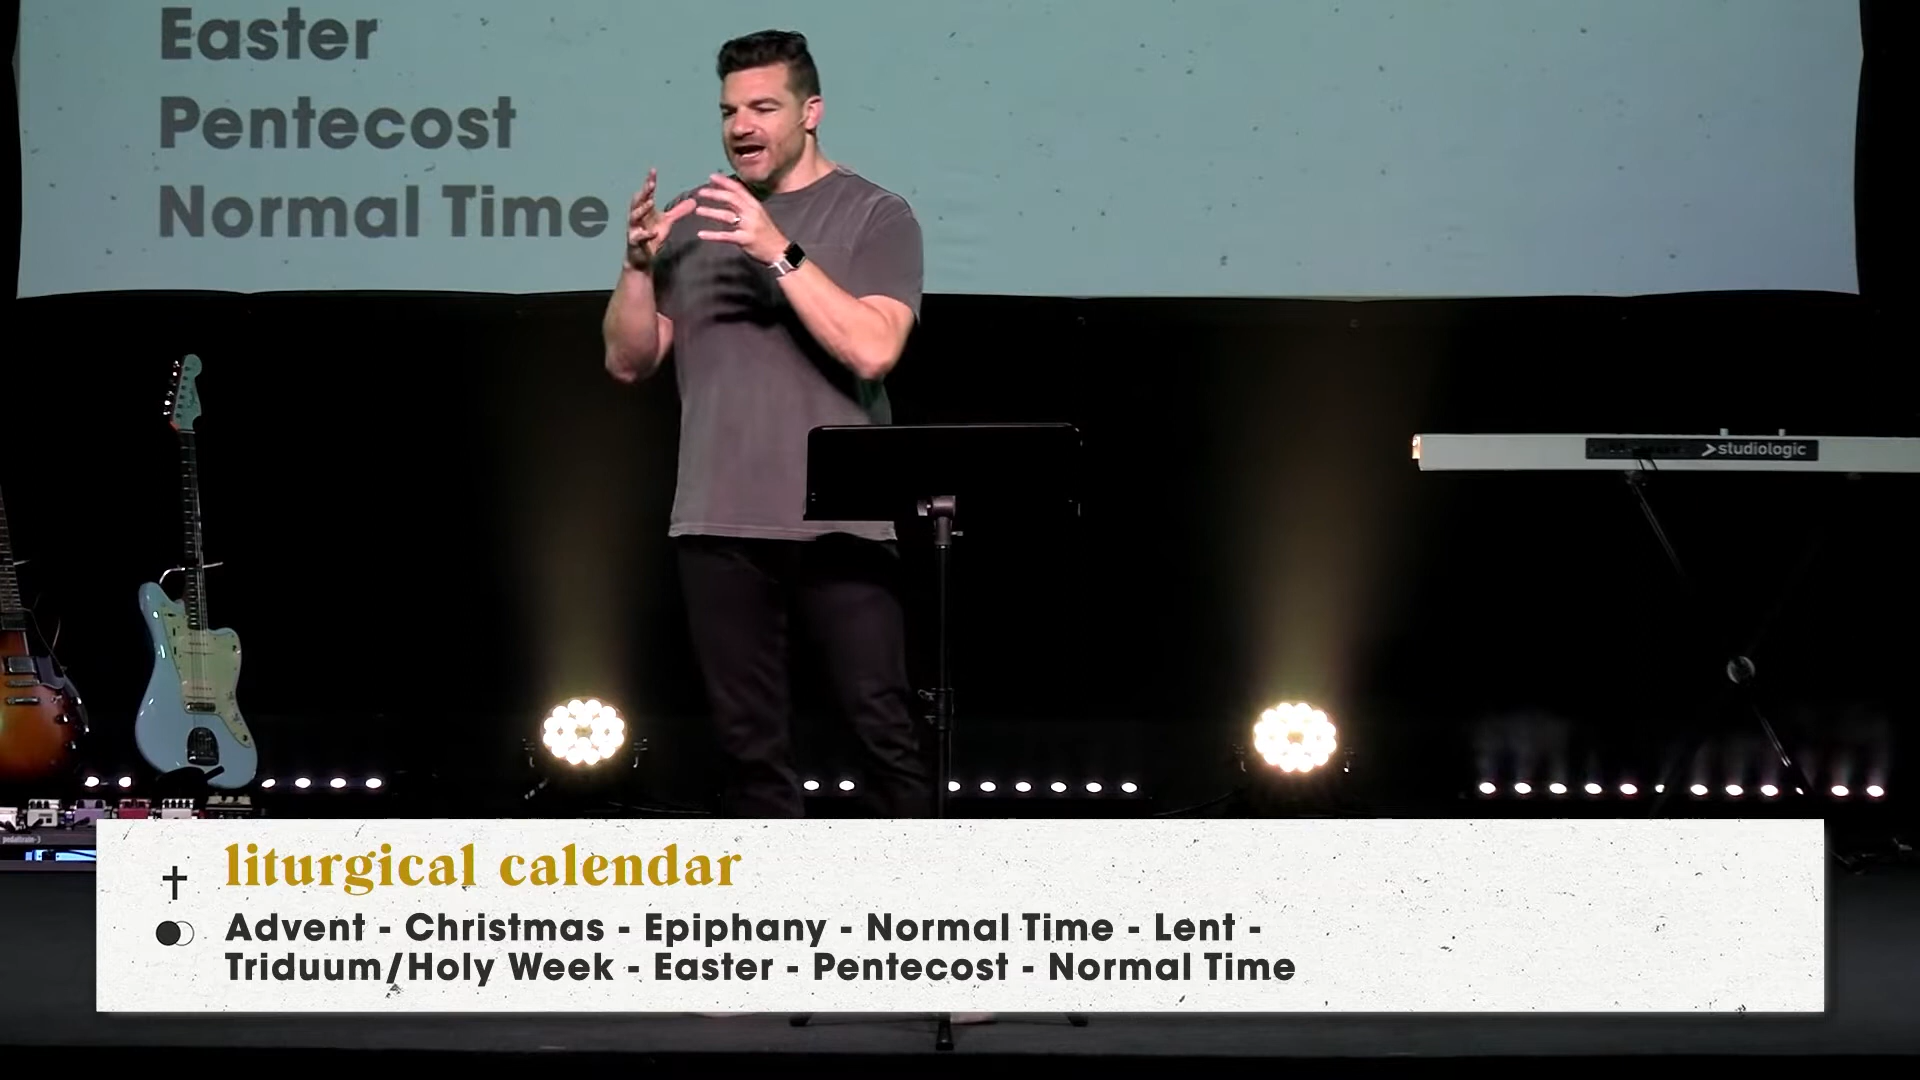 Easter
Pentecost
Normal Time
studiologic
liturgical calendar
Advent - Christmas - Epiphany - Normal Time - Lent -
Triduum/Holy Week - Easter - Pentecost - Normal Time